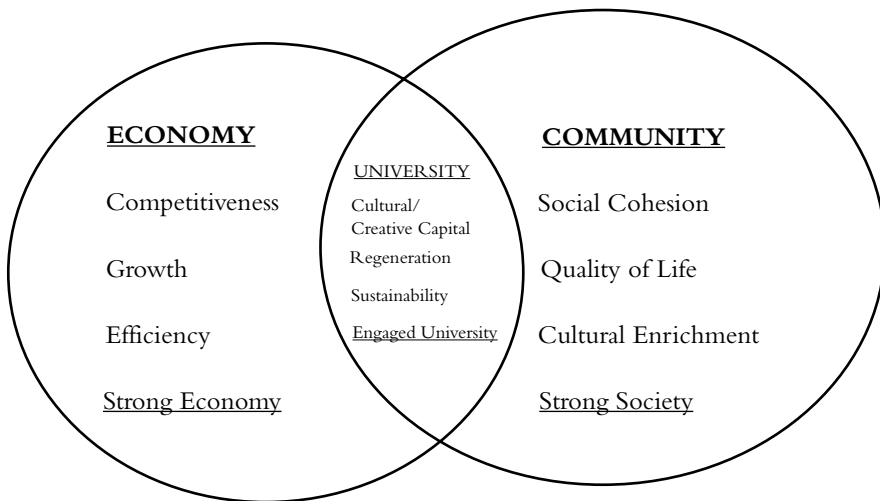 ECONOMY
Competitiveness
Growth
Efficiency
Strong Economy
UNIVERSITY
Cultural/
Creative Capital
Regeneration
Sustainability
Engaged University
COMMUNITY
Social Cohesion
Quality of Life
Cultural Enrichment
Strong Society